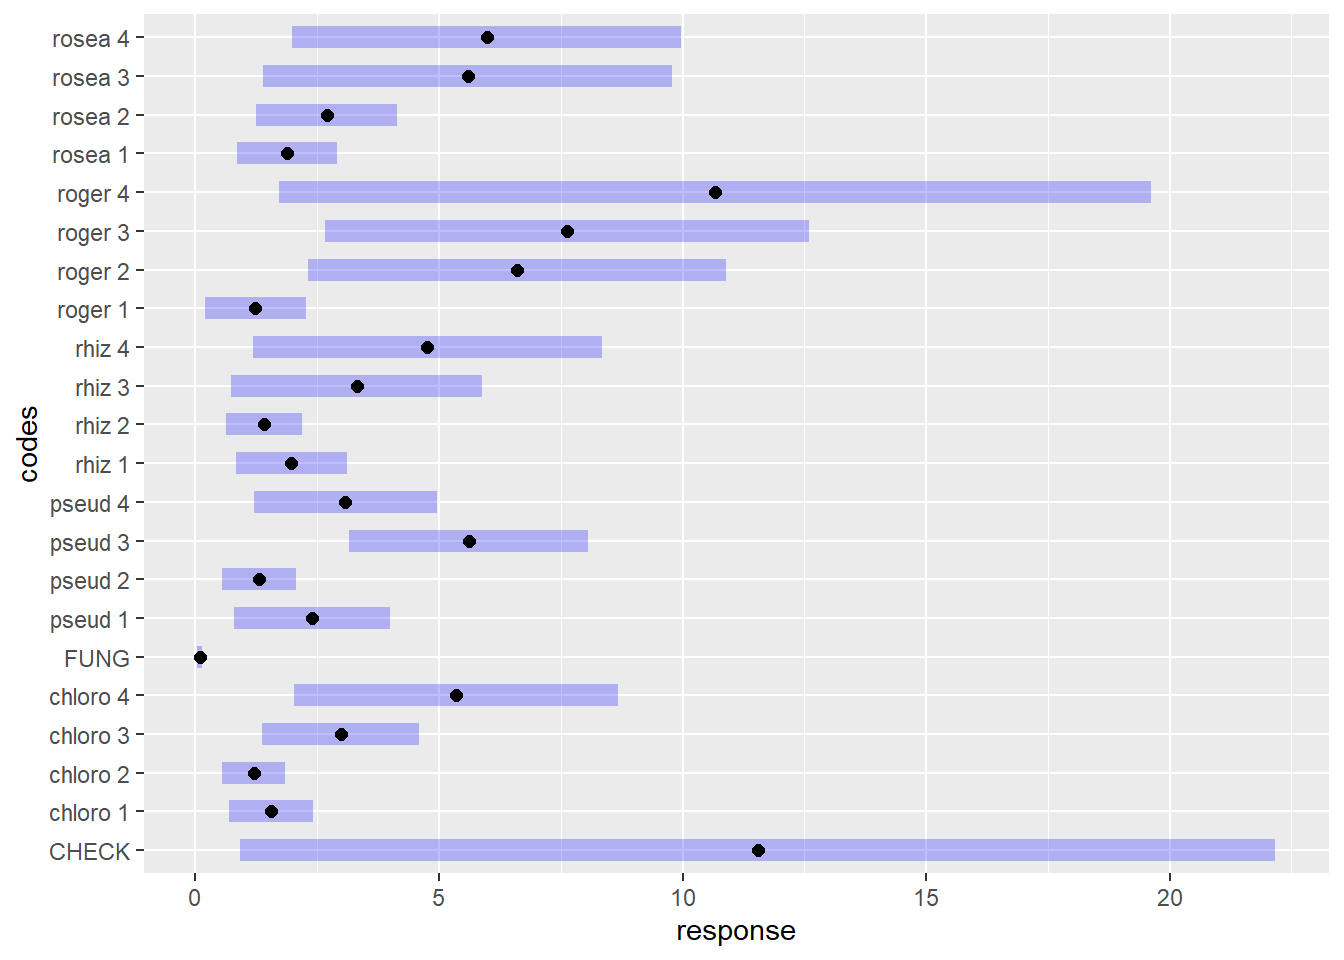 rosea 4
rosea 3
rosea 2
rosea 1
roger 4
roger 3
roger 2
roger 1
rhiz 4
rhiz 3
rhiz 2
rhiz 1
pseud 4
pseud 3
pseud 2
pseud 1
FUNG
chloro 4
chloro 3
chloro 2
chloro 1
CHECK
codes
0 5 10 15 20
response